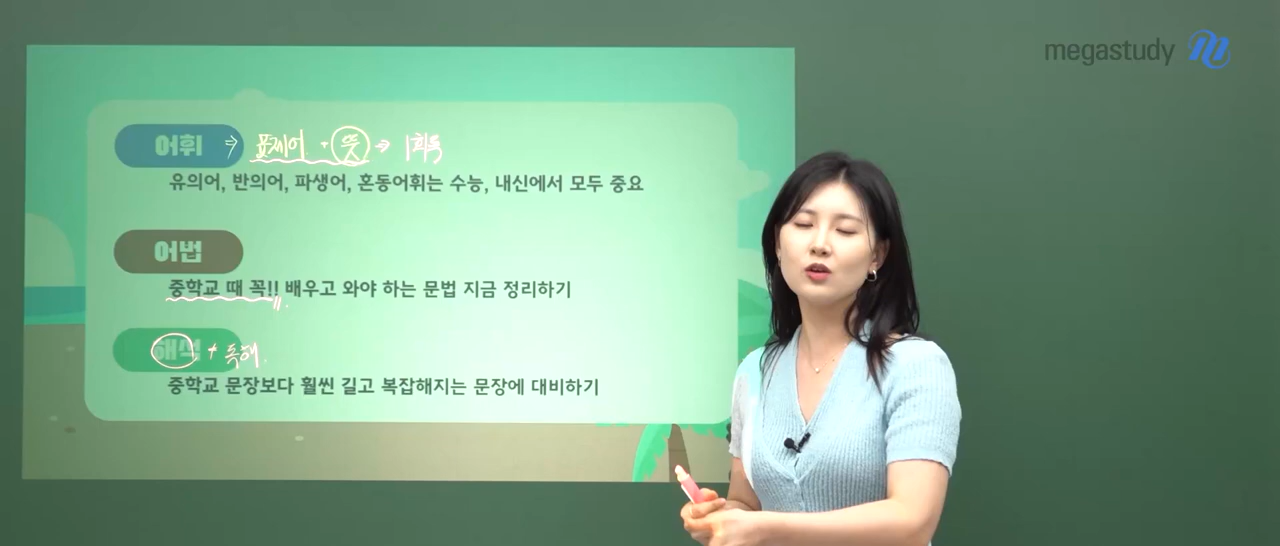 megastudy
어휘 ⇒ 표제어 + 뜻 → 1회독
유의어, 반의어, 파생어, 혼동어휘는 수능, 내신에서 모두 중요
어법
중학교 때 꼭!! 배우고 와야 하는 문법 지금 정리하기
해석 + 독해.
중학교 문장보다 훨씬 길고 복잡해지는 문장에 대비하기